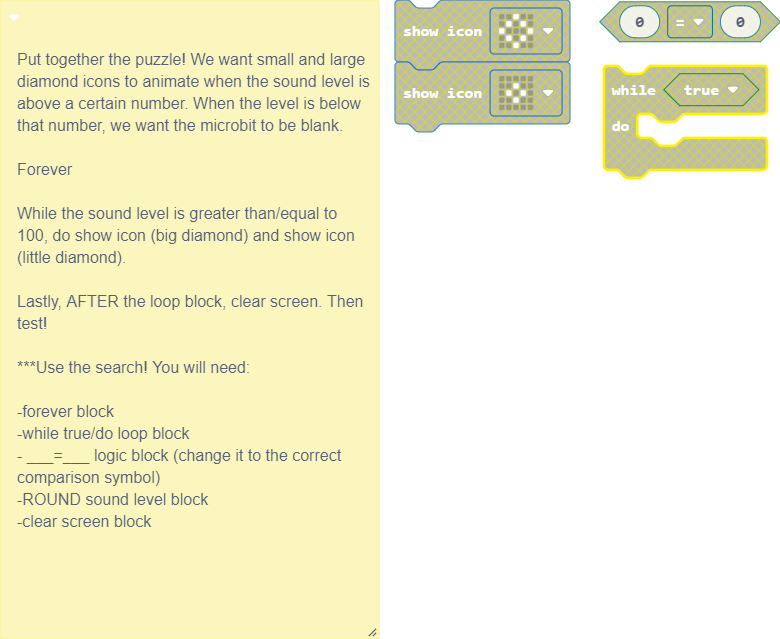 Put together the puzzle! We want small and large
diamond icons to animate when the sound level is
above a certain number. When the level is below
that number, we want the microbit to be blank.
Forever
While the sound level is greater than/equal to
100, do show icon (big diamond) and show icon
(little diamond).
Lastly, AFTER the loop block, clear screen. Then
test!
***Use the search! You will need:
-forever block
-while true/do loop block
- ___=___ logic block (change it to the correct
comparison symbol)
-ROUND sound level block
-clear screen block
show icon
show icon
0 = 0
while true
do